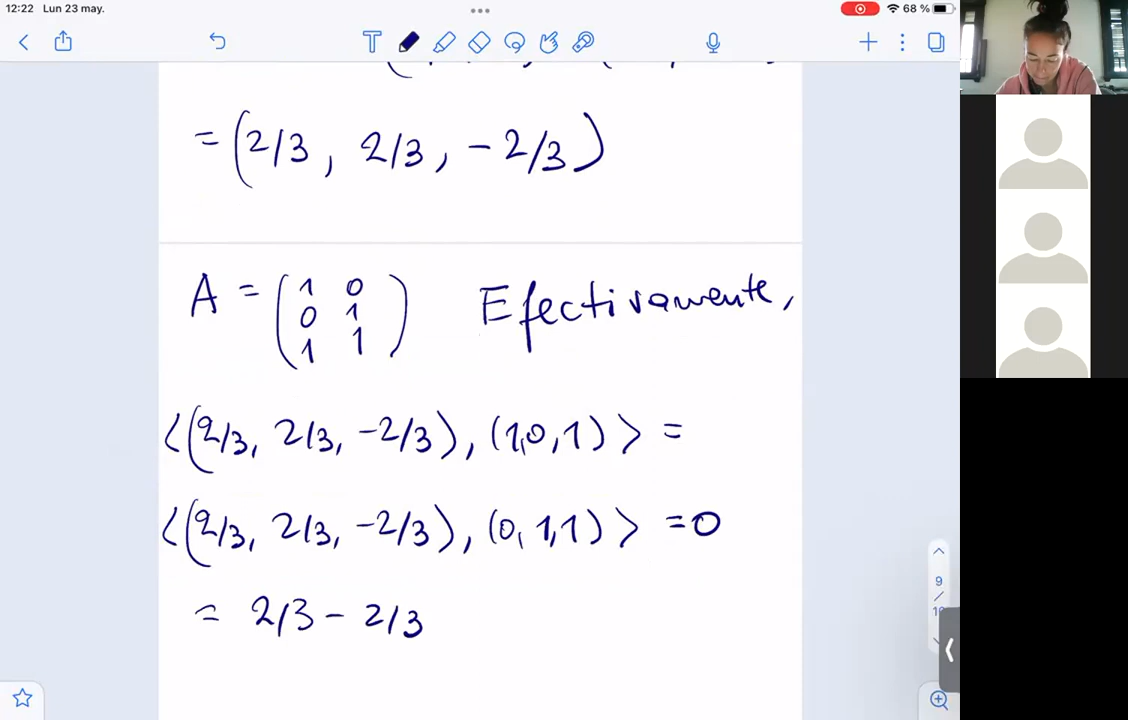 12:22 Lun 23 may.
68 %
T
= (2/3, 2/3, -2/3)
A = (1 0
0 1
1 1) Efectivamente,
<(2/3, 2/3, -2/3), (1,0,1)> =
<(2/3, 2/3, -2/3), (0,1,1)> =0
= 2/3 - 2/3
9
/